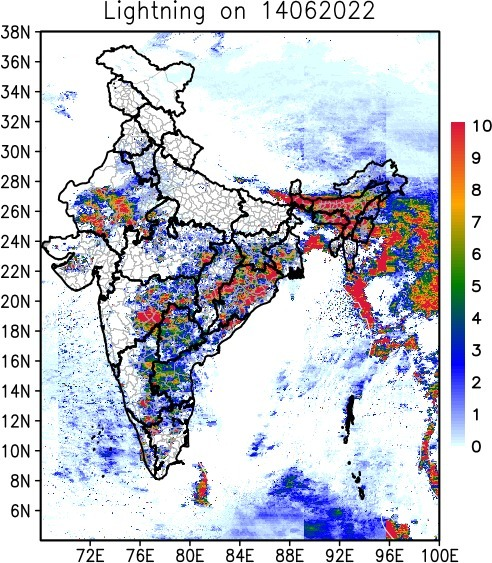 Lightning on 14062022
38N
36N
34N
32N
30N
28N
26N
24N
22N
20N
18N
16N
14N
12N
10N
8N
6N
72E 76E 80E 84E 88E 92E 96E 100E
10
9
8
7
6
5
4
3
2
1
0